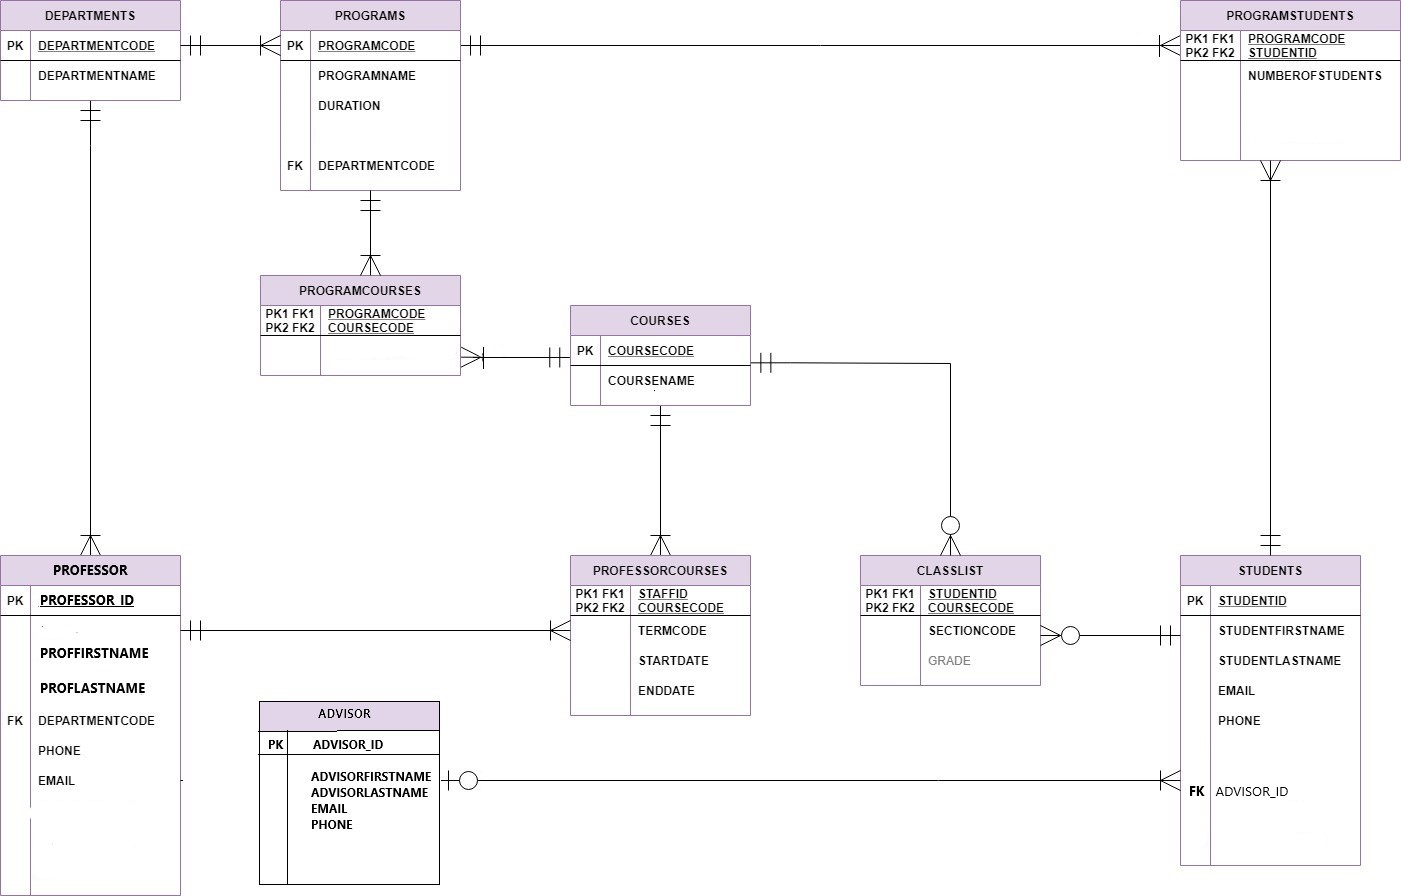 DEPARTMENTS
PK DEPARTMENTCODE
DEPARTMENTNAME
PROGRAMS
PK PROGRAMCODE
PROGRAMNAME
DURATION
FK DEPARTMENTCODE
PROGRAMSTUDENTS
PK1 FK1 PROGRAMCODE
PK2 FK2 STUDENTID
NUMBEROFSTUDENTS
PROGRAMCOURSES
PK1 FK1 PROGRAMCODE
PK2 FK2 COURSECODE
COURSES
PK COURSECODE
COURSENAME
PROFESSOR
PK PROFESSOR_ID
PROFFIRSTNAME
PROFLASTNAME
FK DEPARTMENTCODE
PHONE
EMAIL
PROFESSORCOURSES
PK1 FK1 STAFFID
PK2 FK2 COURSECODE
TERMCODE
STARTDATE
ENDDATE
CLASSLIST
PK1 FK1 STUDENTID
PK2 FK2 COURSECODE
SECTIONCODE
GRADE
STUDENTS
PK STUDENTID
STUDENTFIRSTNAME
STUDENTLASTNAME
EMAIL
PHONE
FK ADVISOR_ID
ADVISOR
PK ADVISOR_ID
ADVISORFIRSTNAME
ADVISORLASTNAME
EMAIL
PHONE